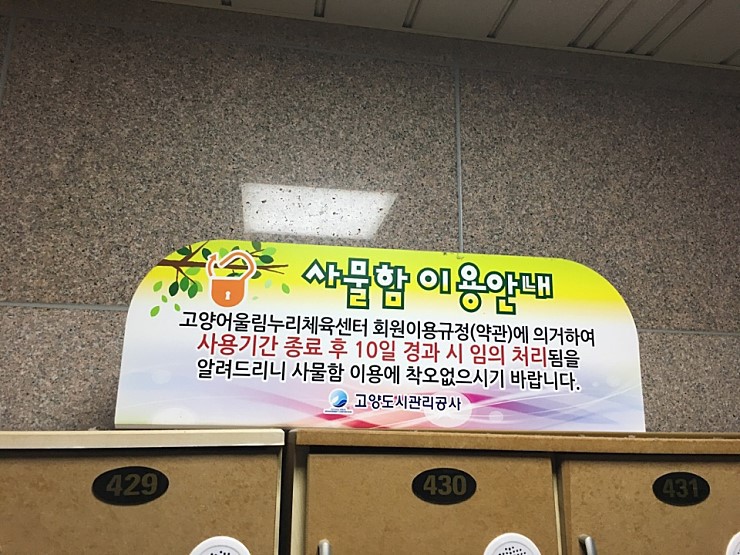 사물함 이용안내
고양어울림누리체육센터 회원이용규정(약관)에 의거하여
사용기간 종료 후 10일 경과 시 임의 처리됨을
알려드리니 사물함 이용에 착오없으시기 바랍니다.
고양도시관리공사
429
430
431